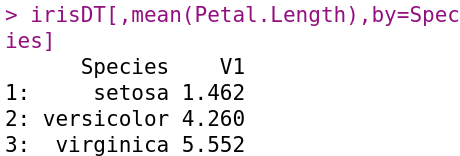 > irisDT[,mean(Petal.Length),by=Spec
ies]
      Species    V1
1:     setosa 1.462
2: versicolor 4.260
3:  virginica 5.552